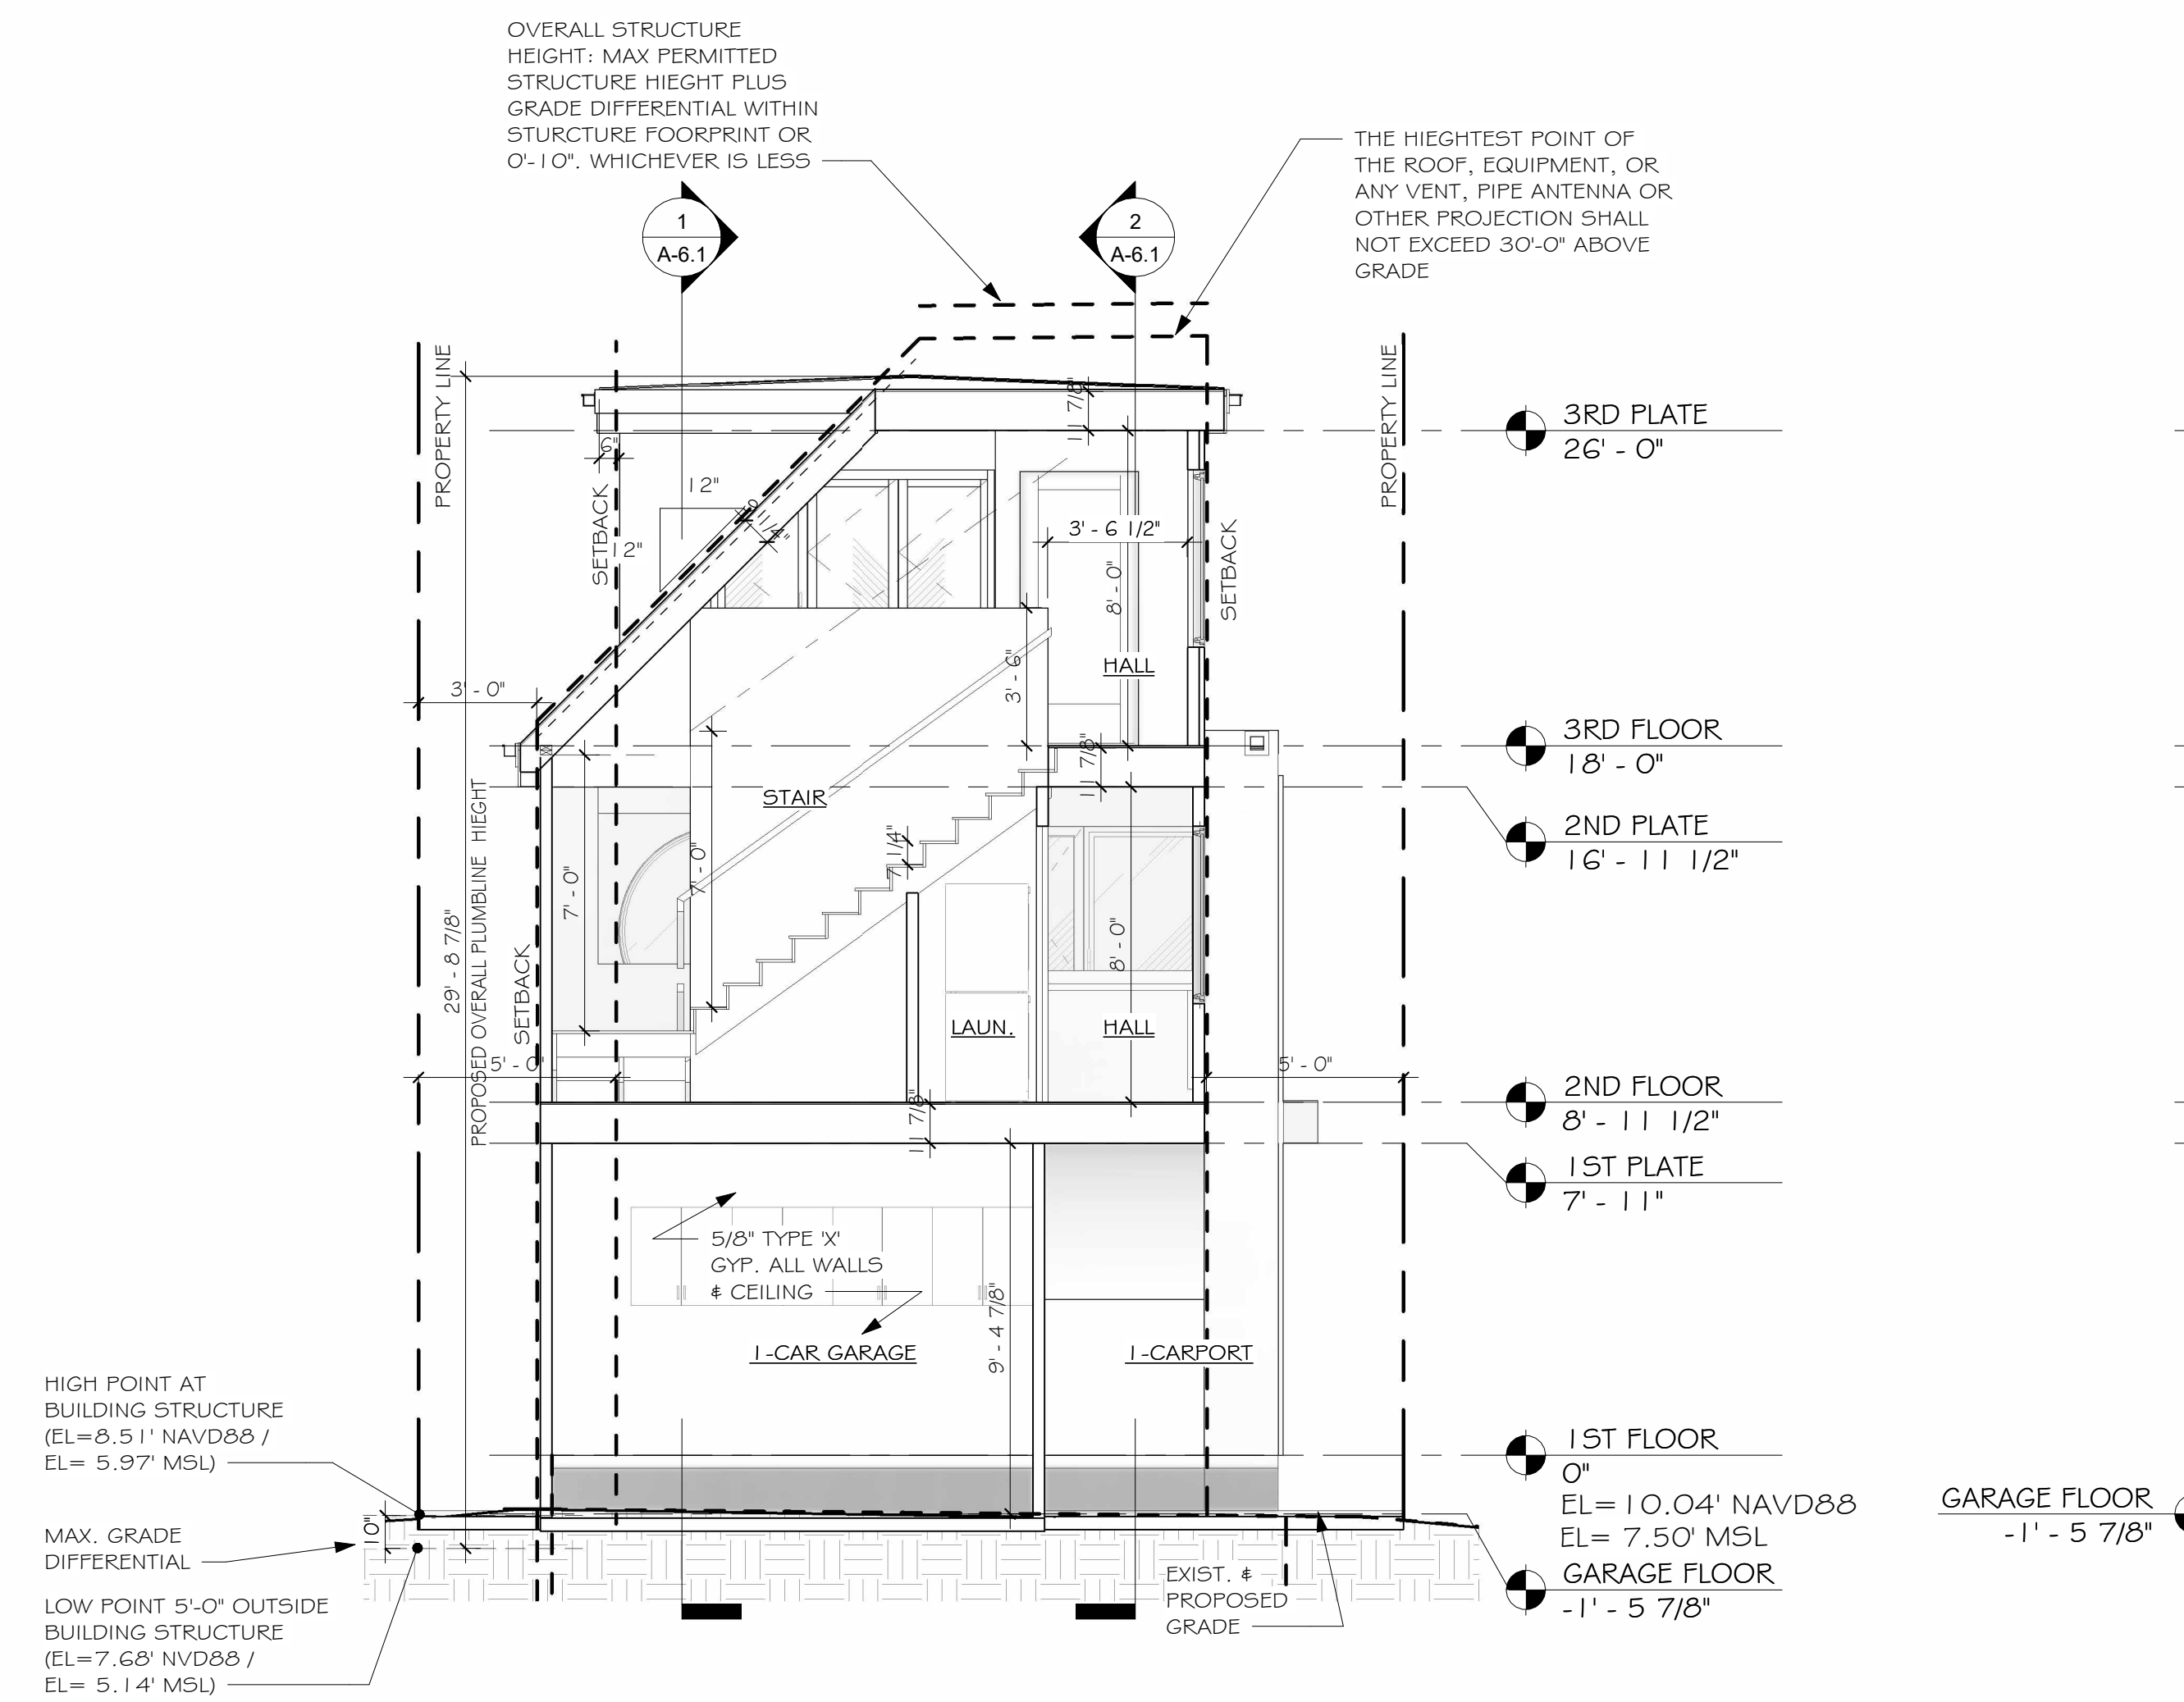 OVERALL STRUCTURE
HEIGHT: MAX PERMITTED
STRUCTURE HIEGHT PLUS
GRADE DIFFERENTIAL WITHIN
STURCTURE FOORPRINT OR
0'-10". WHICHEVER IS LESS
THE HIEGHTEST POINT OF
THE ROOF, EQUIPMENT, OR
ANY VENT, PIPE ANTENNA OR
OTHER PROJECTION SHALL
NOT EXCEED 30'-0" ABOVE
GRADE
1
A-6.1
2
A-6.1
PROPERTY LINE
PROPERTY LINE
11 7/8"
3RD PLATE
26' - 0"
6"
12"
12"
SETBACK
3' - 6 1/2"
SETBACK
8' - 0"
HALL
3' - 6"
3' - 0"
3RD FLOOR
18' - 0"
11 7/8"
STAIR
2ND PLATE
16' - 11 1/2"
7 1/4"
7' - 0"
7' - 0"
8' - 0"
29' - 8 7/8"
PROPOSED OVERALL PLUMBLINE HIEGHT
SETBACK
LAUN.
HALL
5' - 0"
5' - 0"
2ND FLOOR
8' - 11 1/2"
11 7/8"
1ST PLATE
7' - 11"
5/8" TYPE 'X'
GYP. ALL WALLS
& CEILING
9' - 4 7/8"
1-CAR GARAGE
1-CARPORT
HIGH POINT AT
BUILDING STRUCTURE
(EL=8.51' NAVD88 /
EL= 5.97' MSL)
1ST FLOOR
0"
EL=10.04' NAVD88
EL= 7.50' MSL
GARAGE FLOOR
-1' - 5 7/8"
10"
MAX. GRADE
DIFFERENTIAL
GARAGE FLOOR
-1' - 5 7/8"
EXIST. &
PROPOSED
GRADE
LOW POINT 5'-0" OUTSIDE
BUILDING STRUCTURE
(EL=7.68' NVD88 /
EL= 5.14' MSL)